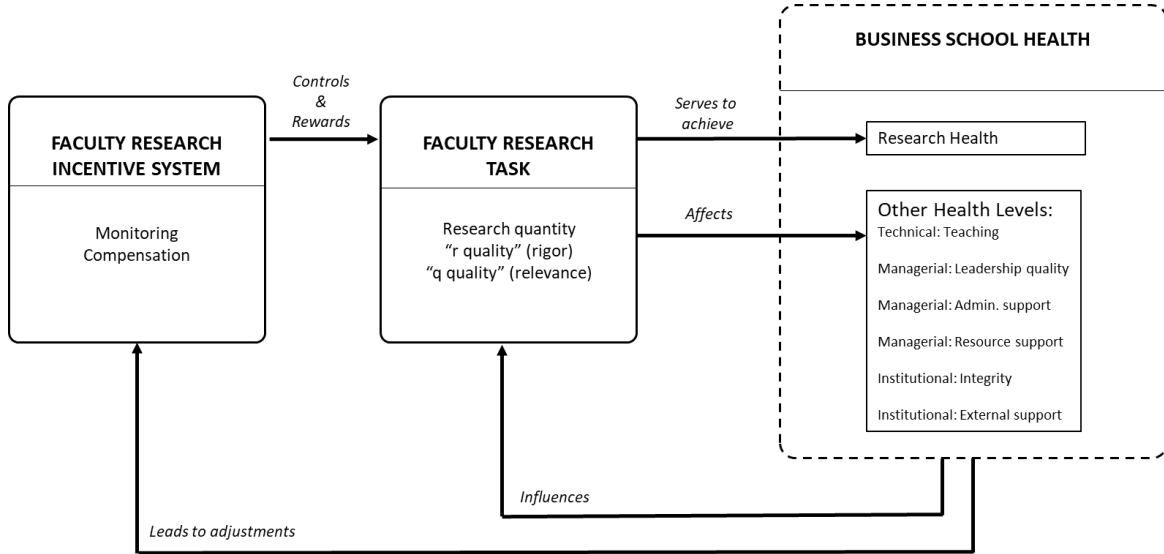 BUSINESS SCHOOL HEALTH
Controls
&
Rewards
Serves to
achieve
FACULTY RESEARCH
INCENTIVE SYSTEM
FACULTY RESEARCH
TASK
Research Health
Monitoring
Compensation
Research quantity
“r quality” (rigor)
“q quality” (relevance)
Affects
Other Health Levels:
Technical: Teaching
Managerial: Leadership quality
Managerial: Admin. support
Managerial: Resource support
Institutional: Integrity
Institutional: External support
Influences
Leads to adjustments